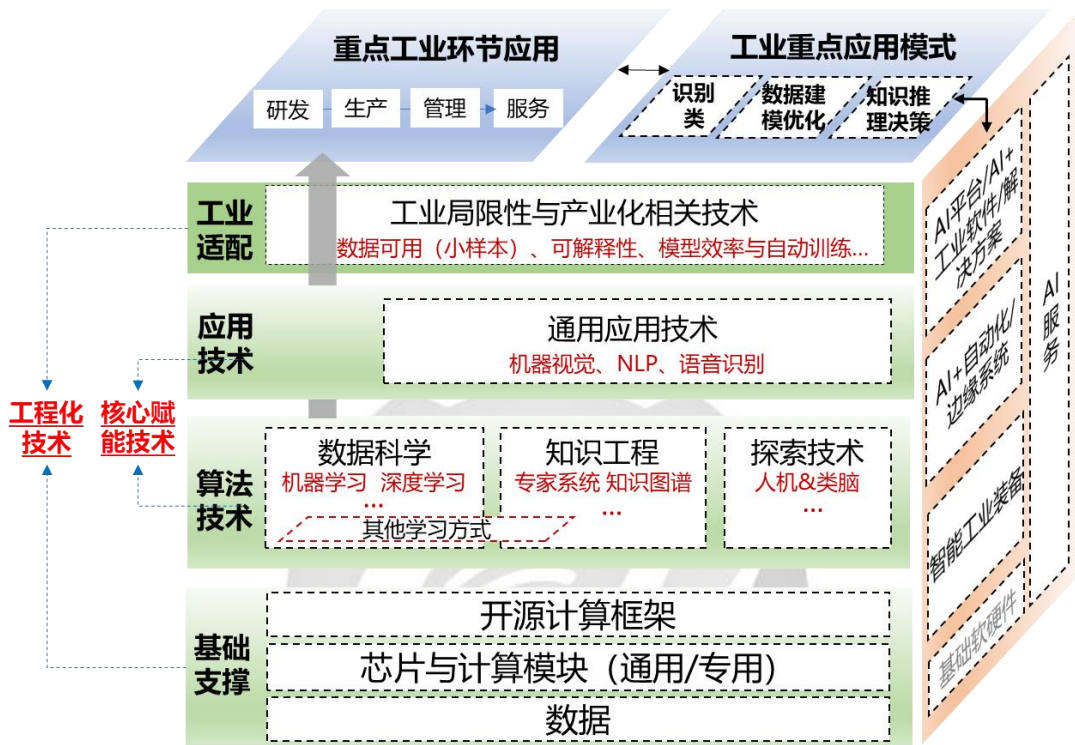 重点工业环节应用
研发
生产
管理
服务
工业重点应用模式
识别
类
数据建
模优化
知识推
理决策
工业
适配
工业局限性与产业化相关技术
数据可用（小样本）、可解释性、模型效率与自动训练...
应用
技术
通用应用技术
机器视觉、NLP、语音识别
工程化
技术
核心赋
能技术
算法
技术
数据科学
机器学习 深度学习
...
知识工程
专家系统 知识图谱
...
探索技术
人机&类脑
...
其他学习方式
基础
支撑
开源计算框架
芯片与计算模块（通用/专用）
数据
AI平台/AI+
工业软件/解
决方案
AI+自动化/
边缘系统
智能工业装备
基础软硬件
AI
服务